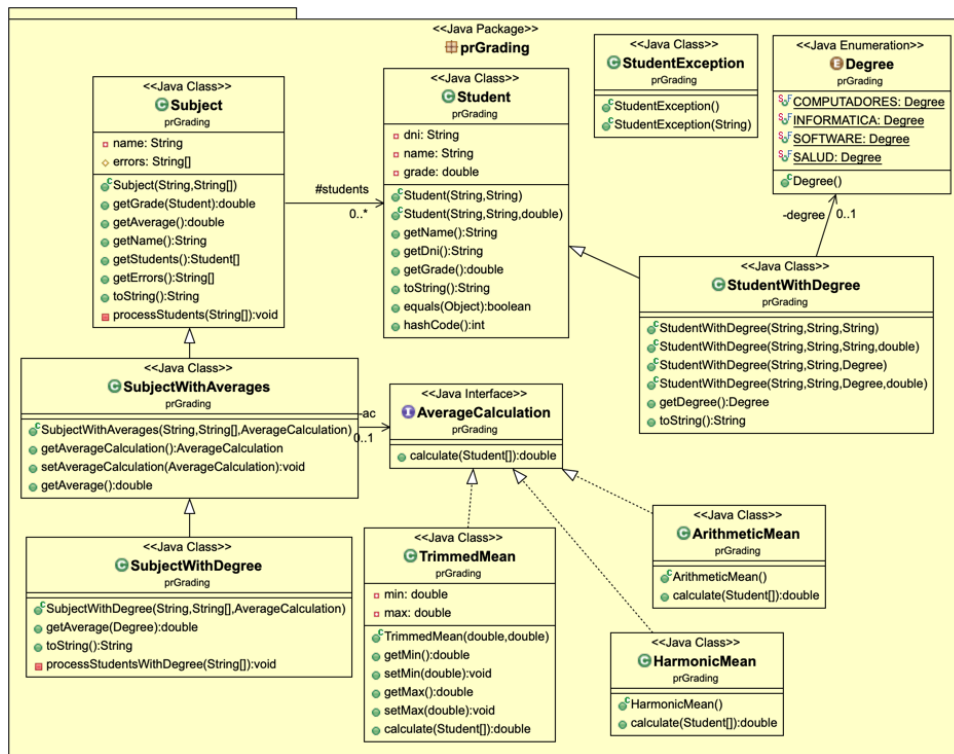 <<Java Package>>
prGrading
<<Java Class>>
Subject
prGrading
name: String
errors: String[]
Subject(String,String[])
getGrade(Student):double
getAverage():double
getName():String
getStudents():Student[]
getErrors():String[]
toString():String
processStudents(String[]):void
#students
0..*
<<Java Class>>
Student
prGrading
dni: String
name: String
grade: double
Student(String,String)
Student(String,String,double)
getName():String
getDni():String
getGrade():double
toString():String
equals(Object):boolean
hashCode():int
<<Java Class>>
StudentException
prGrading
StudentException()
StudentException(String)
<<Java Enumeration>>
Degree
prGrading
COMPUTADORES: Degree
INFORMATICA: Degree
SOFTWARE: Degree
SALUD: Degree
Degree()
-degree
0..1
<<Java Class>>
StudentWithDegree
prGrading
StudentWithDegree(String,String,String)
StudentWithDegree(String,String,String,double)
StudentWithDegree(String,String,Degree)
StudentWithDegree(String,String,Degree,double)
getDegree():Degree
toString():String
<<Java Class>>
SubjectWithAverages
prGrading
SubjectWithAverages(String,String[],AverageCalculation)
getAverageCalculation():AverageCalculation
setAverageCalculation(AverageCalculation):void
getAverage():double
-ac
0..1
<<Java Interface>>
AverageCalculation
prGrading
calculate(Student[]):double
<<Java Class>>
SubjectWithDegree
prGrading
SubjectWithDegree(String,String[],AverageCalculation)
getAverage(Degree):double
toString():String
processStudentsWithDegree(String[]):void
<<Java Class>>
TrimmedMean
prGrading
min: double
max: double
TrimmedMean(double,double)
getMin():double
setMin(double):void
getMax():double
setMax(double):void
calculate(Student[]):double
<<Java Class>>
ArithmeticMean
prGrading
ArithmeticMean()
calculate(Student[]):double
<<Java Class>>
HarmonicMean
prGrading
HarmonicMean()
calculate(Student[]):double